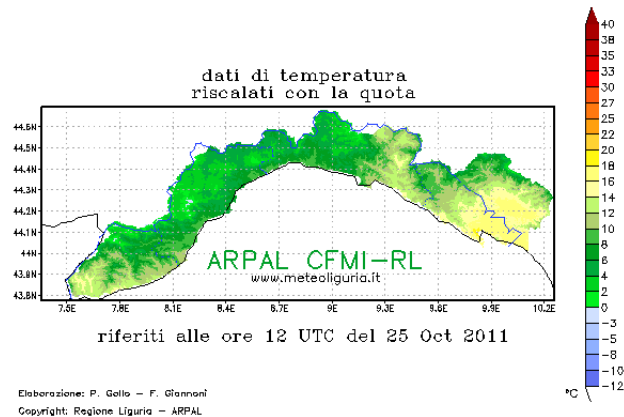 dati di temperatura
riscalati con la quota
44.6N
44.5N
44.4N
44.3N
44.2N
44.1N
44N
43.9N
43.8N
7.5E 7.8E 8.1E 8.4E 8.7E 9E 9.3E 9.6E 9.9E 10.2E
ARPAL CFMI-RL
www.meteoliguria.it
riferiti alle ore 12 UTC del 25 Oct 2011
40
38
35
33
30
27
25
23
20
18
16
14
12
10
8
6
4
2
0
-3
-5
-8
-10
-12
°C
Elaborazione: P. Gollo - F. Giannoni
Copyright: Regione Liguria - ARPAL